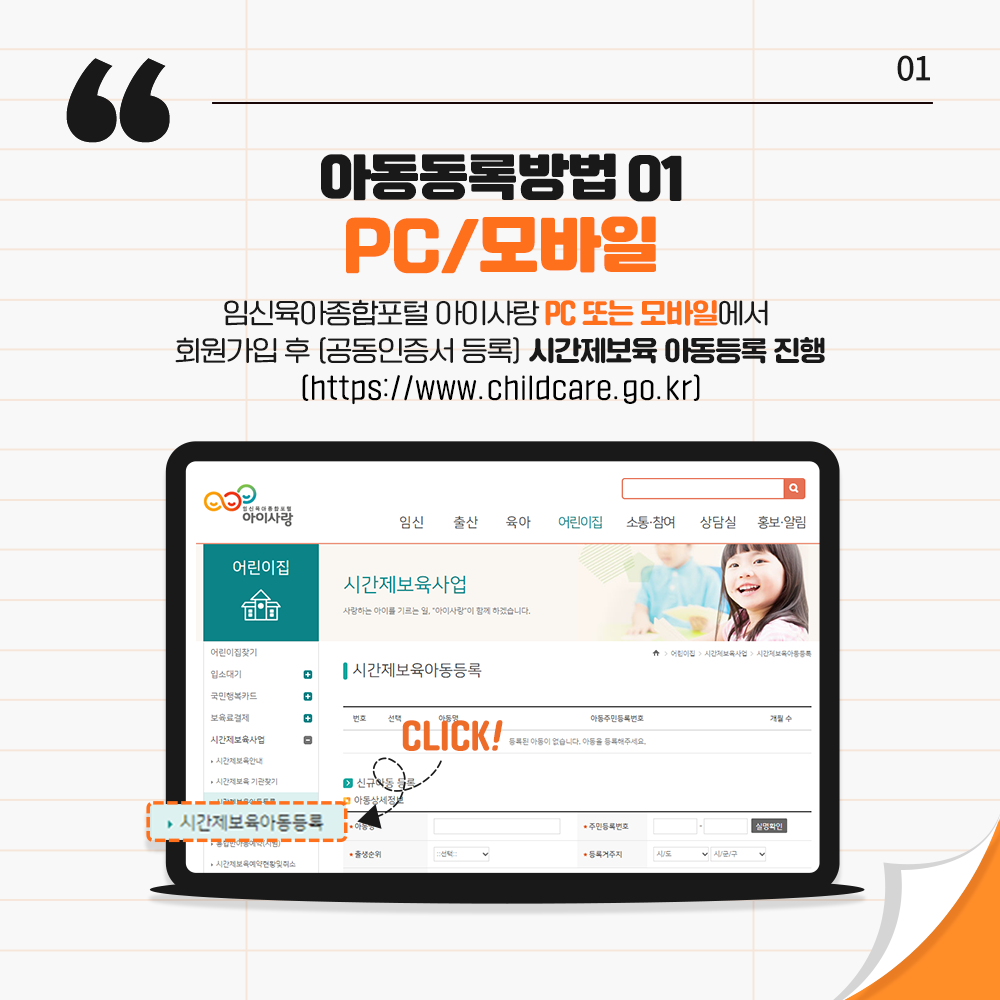 01
아동동록방법 01
PC/모바일
임신육아종합포털 아이사랑 PC 또는 모바일에서
회원가입 후 (공동인증서 등록) 시간제보육 아동등록 진행
(https://www.childcare.go.kr)
임신육아종합포털
아이사랑
임신 출산 육아 어린이집 소통·참여 상담실 홍보·알림
어린이집
시간제보육사업
사랑하는 아이를 기르는 일, "아이사랑"이 함께 하겠습니다.
어린이집찾기
입소대기
국민행복카드
보육료결제
시간제보육사업
시간제보육안내
시간제보육 기관찾기
시간제보육아동등록
시간제보육아동등록
통합반아동예약(시범)
시간제보육예약현황및취소
> 어린이집 > 시간제보육사업 > 시간제보육아동등록
시간제보육아동등록
번호 선택 아동명 아동주민등록번호 개월 수
CLICK!
등록된 아동이 없습니다. 아동을 등록해주세요.
신규아동 등록
아동상세정보
아동명 주민등록번호 - 실명확인
출생순위 ::선택:: 등록거주지 시/도 시/군/구